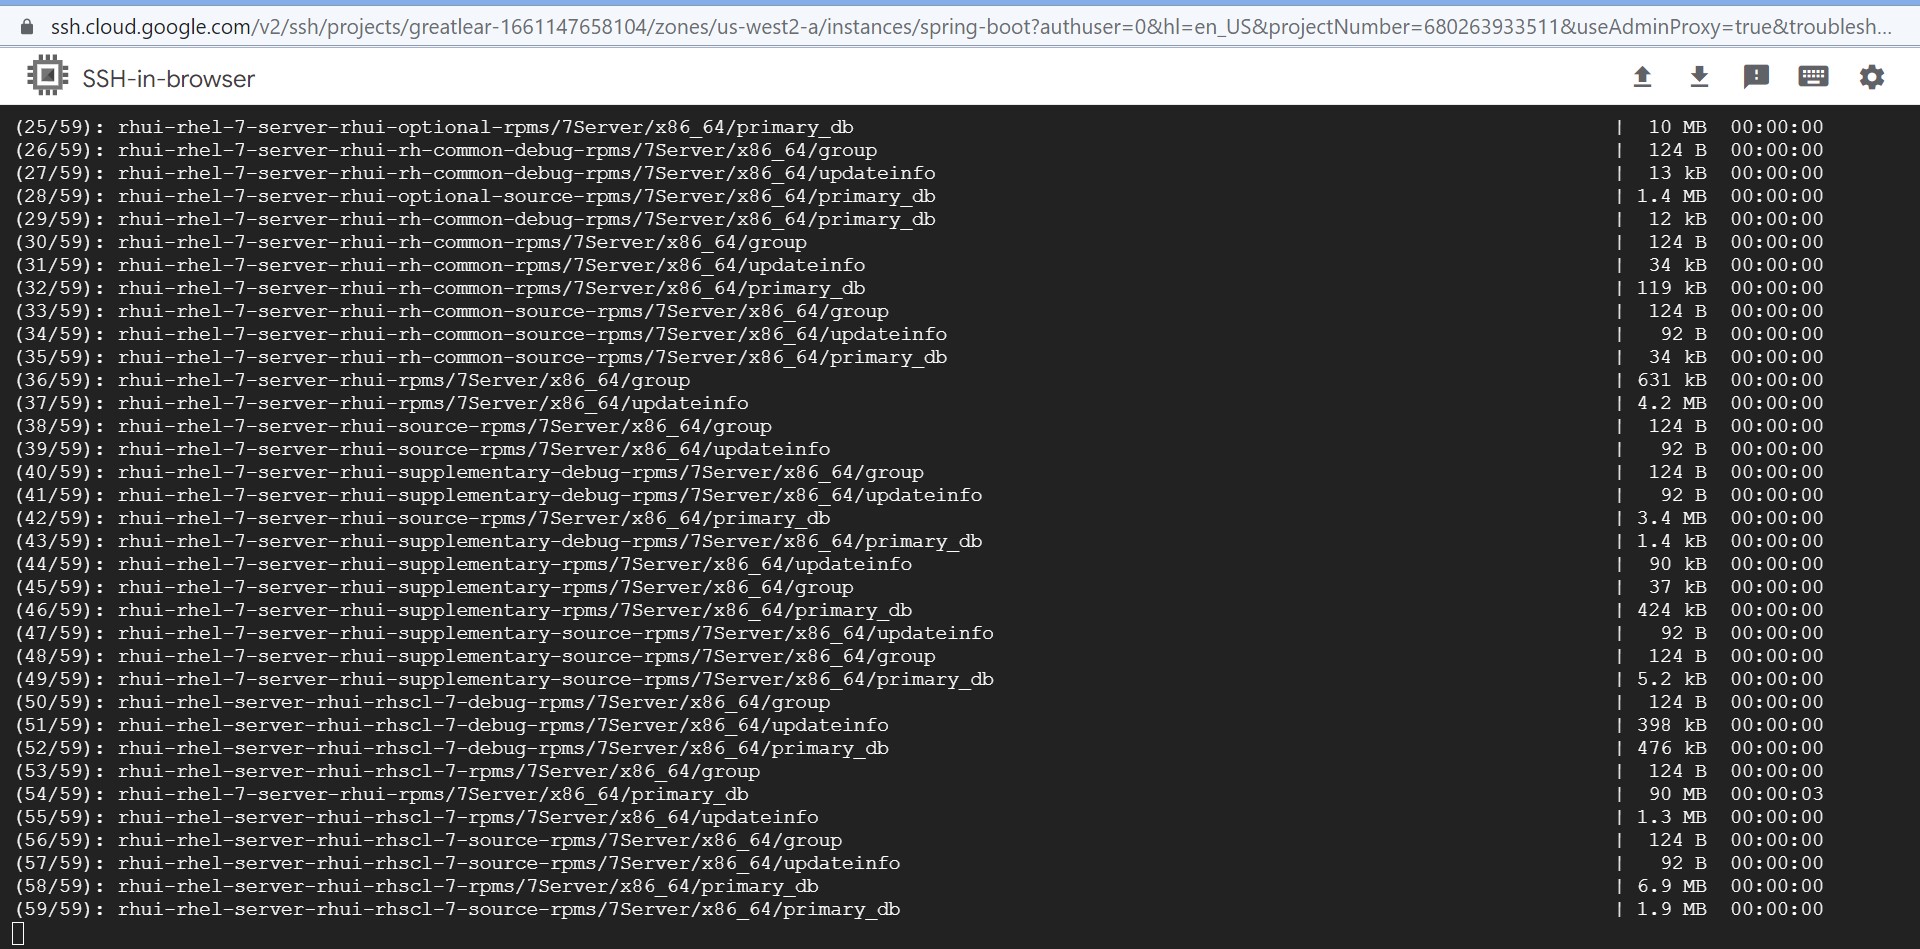 ssh.cloud.google.com/v2/ssh/projects/greatlear-1661147658104/zones/us-west2-a/instances/spring-boot?authuser=0&hl=en_US&projectNumber=680263933511&useAdminProxy=true&troublesh...
SSH-in-browser
(25/59): rhui-rhel-7-server-rhui-optional-rpms/7Server/x86_64/primary_db | 10 MB 00:00:00
(26/59): rhui-rhel-7-server-rhui-rh-common-debug-rpms/7Server/x86_64/group | 124 B 00:00:00
(27/59): rhui-rhel-7-server-rhui-rh-common-debug-rpms/7Server/x86_64/updateinfo | 13 kB 00:00:00
(28/59): rhui-rhel-7-server-rhui-optional-source-rpms/7Server/x86_64/primary_db | 1.4 MB 00:00:00
(29/59): rhui-rhel-7-server-rhui-rh-common-debug-rpms/7Server/x86_64/primary_db | 12 kB 00:00:00
(30/59): rhui-rhel-7-server-rhui-rh-common-rpms/7Server/x86_64/group | 124 B 00:00:00
(31/59): rhui-rhel-7-server-rhui-rh-common-rpms/7Server/x86_64/updateinfo | 34 kB 00:00:00
(32/59): rhui-rhel-7-server-rhui-rh-common-rpms/7Server/x86_64/primary_db | 119 kB 00:00:00
(33/59): rhui-rhel-7-server-rhui-rh-common-source-rpms/7Server/x86_64/group | 124 B 00:00:00
(34/59): rhui-rhel-7-server-rhui-rh-common-source-rpms/7Server/x86_64/updateinfo | 92 B 00:00:00
(35/59): rhui-rhel-7-server-rhui-rh-common-source-rpms/7Server/x86_64/primary_db | 34 kB 00:00:00
(36/59): rhui-rhel-7-server-rhui-rpms/7Server/x86_64/group | 631 kB 00:00:00
(37/59): rhui-rhel-7-server-rhui-rpms/7Server/x86_64/updateinfo | 4.2 MB 00:00:00
(38/59): rhui-rhel-7-server-rhui-source-rpms/7Server/x86_64/group | 124 B 00:00:00
(39/59): rhui-rhel-7-server-rhui-source-rpms/7Server/x86_64/updateinfo | 92 B 00:00:00
(40/59): rhui-rhel-7-server-rhui-supplementary-debug-rpms/7Server/x86_64/group | 124 B 00:00:00
(41/59): rhui-rhel-7-server-rhui-supplementary-debug-rpms/7Server/x86_64/updateinfo | 92 B 00:00:00
(42/59): rhui-rhel-7-server-rhui-source-rpms/7Server/x86_64/primary_db | 3.4 MB 00:00:00
(43/59): rhui-rhel-7-server-rhui-supplementary-debug-rpms/7Server/x86_64/primary_db | 1.4 kB 00:00:00
(44/59): rhui-rhel-7-server-rhui-supplementary-rpms/7Server/x86_64/updateinfo | 90 kB 00:00:00
(45/59): rhui-rhel-7-server-rhui-supplementary-rpms/7Server/x86_64/group | 37 kB 00:00:00
(46/59): rhui-rhel-7-server-rhui-supplementary-rpms/7Server/x86_64/primary_db | 424 kB 00:00:00
(47/59): rhui-rhel-7-server-rhui-supplementary-source-rpms/7Server/x86_64/updateinfo | 92 B 00:00:00
(48/59): rhui-rhel-7-server-rhui-supplementary-source-rpms/7Server/x86_64/group | 124 B 00:00:00
(49/59): rhui-rhel-7-server-rhui-supplementary-source-rpms/7Server/x86_64/primary_db | 5.2 kB 00:00:00
(50/59): rhui-rhel-server-rhui-rhscl-7-debug-rpms/7Server/x86_64/group | 124 B 00:00:00
(51/59): rhui-rhel-server-rhui-rhscl-7-debug-rpms/7Server/x86_64/updateinfo | 398 kB 00:00:00
(52/59): rhui-rhel-server-rhui-rhscl-7-debug-rpms/7Server/x86_64/primary_db | 476 kB 00:00:00
(53/59): rhui-rhel-server-rhui-rhscl-7-rpms/7Server/x86_64/group | 124 B 00:00:00
(54/59): rhui-rhel-7-server-rhui-rpms/7Server/x86_64/primary_db | 90 MB 00:00:03
(55/59): rhui-rhel-server-rhui-rhscl-7-rpms/7Server/x86_64/updateinfo | 1.3 MB 00:00:00
(56/59): rhui-rhel-server-rhui-rhscl-7-source-rpms/7Server/x86_64/group | 124 B 00:00:00
(57/59): rhui-rhel-server-rhui-rhscl-7-source-rpms/7Server/x86_64/updateinfo | 92 B 00:00:00
(58/59): rhui-rhel-server-rhui-rhscl-7-rpms/7Server/x86_64/primary_db | 6.9 MB 00:00:00
(59/59): rhui-rhel-server-rhui-rhscl-7-source-rpms/7Server/x86_64/primary_db | 1.9 MB 00:00:00